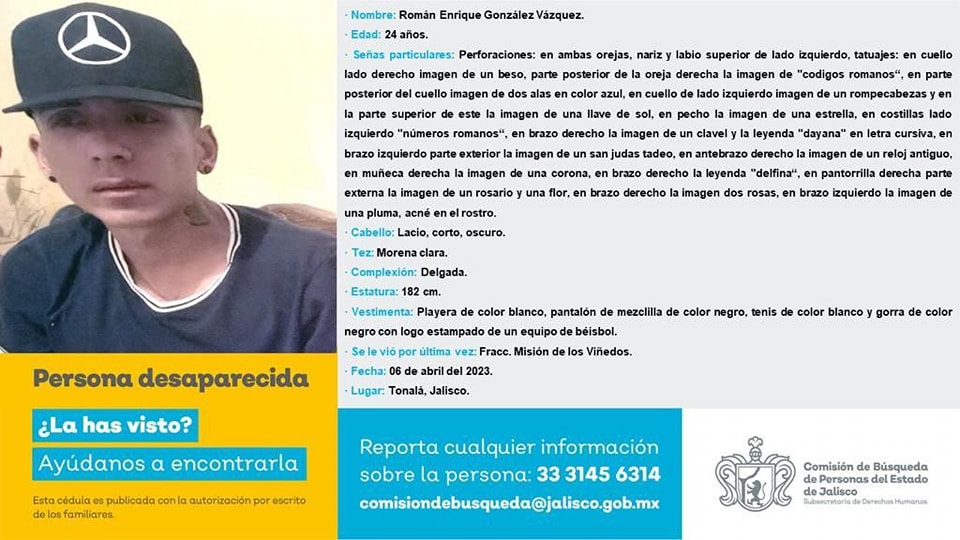 · Nombre: Román Enrique González Vázquez.
· Edad: 24 años.
· Señas particulares: Perforaciones: en ambas orejas, nariz y labio superior de lado izquierdo, tatuajes: en cuello
lado derecho imagen de un beso, parte posterior de la oreja derecha la imagen de "codigos romanos“, en parte
posterior del cuello imagen de dos alas en color azul, en cuello de lado izquierdo imagen de un rompecabezas y en
la parte superior de este la imagen de una llave de sol, en pecho la imagen de una estrella, en costillas lado
izquierdo "números romanos“, en brazo derecho la imagen de un clavel y la leyenda "dayana" en letra cursiva, en
brazo izquierdo parte exterior la imagen de un san judas tadeo, en antebrazo derecho la imagen de un reloj antiguo,
en muñeca derecha la imagen de una corona, en brazo derecho la leyenda "delfina“, en pantorrilla derecha parte
externa la imagen de un rosario y una flor, en brazo derecho la imagen dos rosas, en brazo izquierdo la imagen de
una pluma, acné en el rostro.
· Cabello: Lacio, corto, oscuro.
· Tez: Morena clara.
· Complexión: Delgada.
· Estatura: 182 cm.
· Vestimenta: Playera de color blanco, pantalón de mezclilla de color negro, tenis de color blanco y gorra de color
negro con logo estampado de un equipo de béisbol.
· Se le vió por última vez: Fracc. Misión de los Viñedos.
· Fecha: 06 de abril del 2023.
· Lugar: Tonalá, Jalisco.
Persona desaparecida
¿La has visto?
Ayúdanos a encontrarla
Esta cédula es publicada con la autorización por escrito
de los familiares.
Reporta cualquier información
sobre la persona: 33 3145 6314
comisiondebusqueda@jalisco.gob.mx
Comisión de Búsqueda
de Personas del Estado
de Jalisco
Subsecretaría de Derechos Humanos